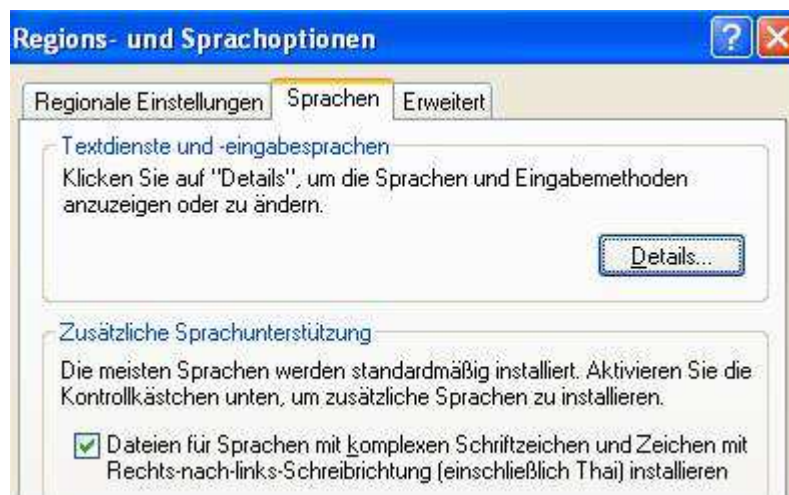 Regions- und Sprachoptionen
Regionale Einstellungen Sprachen Erweitert
Textdienste und -eingabesprachen
Klicken Sie auf "Details", um die Sprachen und Eingabemethoden
anzuzeigen oder zu ändern.
Details...
Zusätzliche Sprachunterstützung
Die meisten Sprachen werden standardmäßig installiert. Aktivieren Sie die
Kontrollkästchen unten, um zusätzliche Sprachen zu installieren.
Dateien für Sprachen mit komplexen Schriftzeichen und Zeichen mit
Rechts-nach-links-Schreibrichtung (einschließlich Thai) installieren